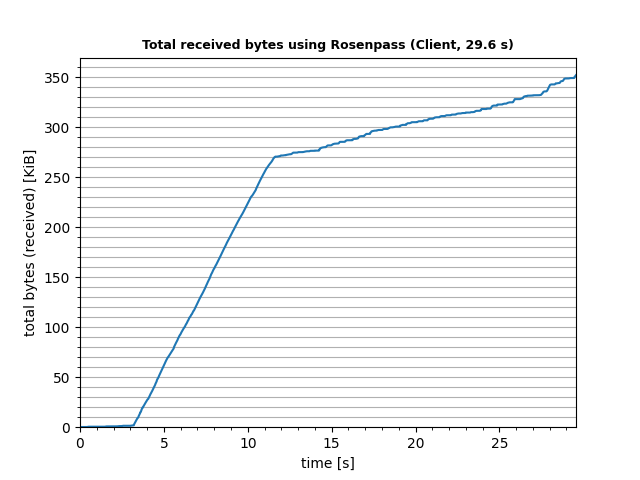 Total received bytes using Rosenpass (Client, 29.6 s)
total bytes (received) [KiB]
350
300
250
200
150
100
50
0
0 5 10 15 20 25
time [s]